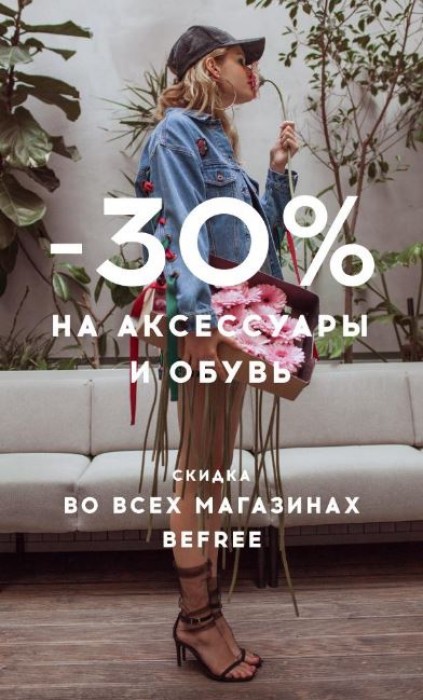 -30%
НА АКСЕССУАРЫ
И ОБУВЬ
СКИДКА
ВО ВСЕХ МАГАЗИНАХ
BEFREE